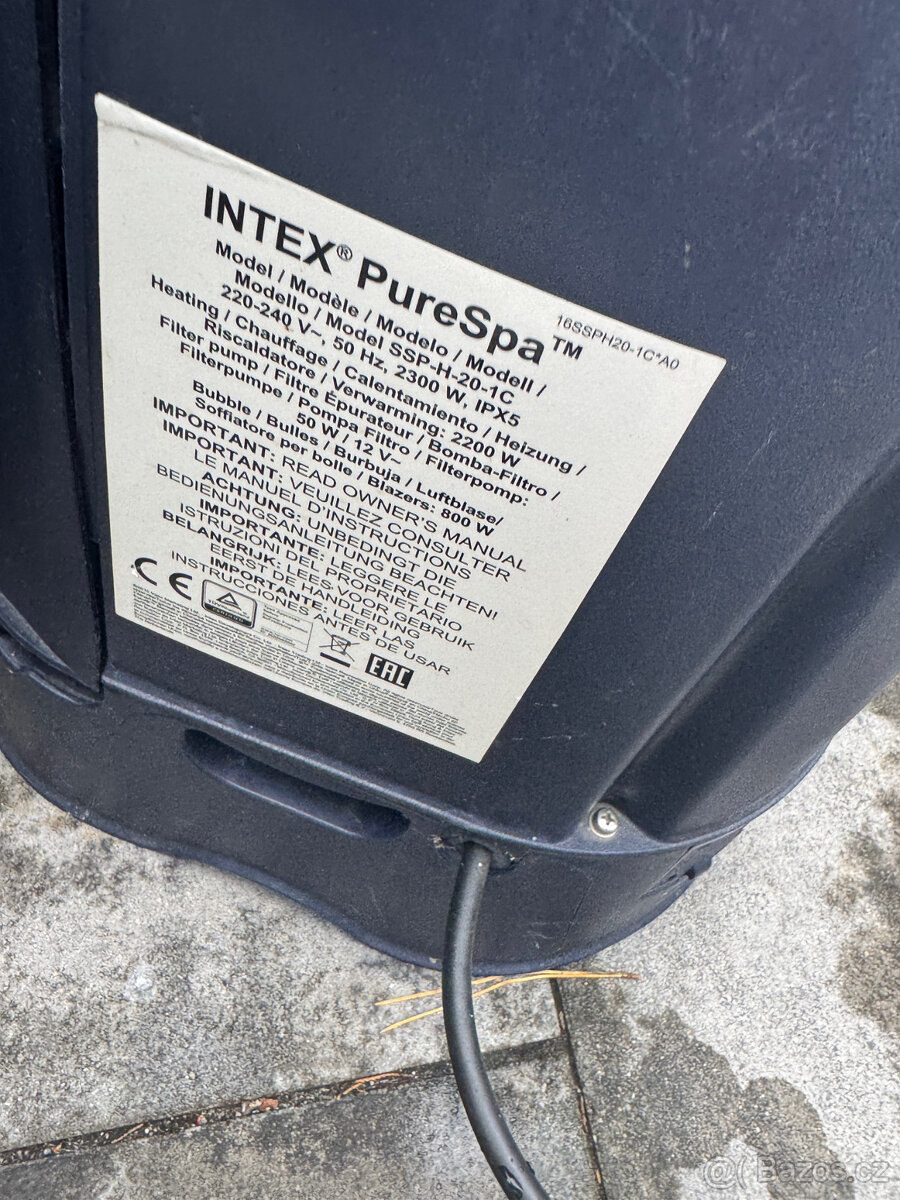 INTEX® PureSpa™
16SSPH20-1C*A0
Model / Modèle / Modelo / Modell /
Modello / Model SSP-H-20-1C
220-240 V~, 50 Hz, 2300 W, IPX5
Heating / Chauffage / Calentamiento / Heizung /
Riscaldatore / Verwarming: 2200 W
Filter pump / Filtre Épurateur / Bomba-Filtro /
Filterpumpe / Pompa Filtro / Filterpomp:
50 W / 12 V~
Bubble / Bulles / Burbuja / Luftblase/
Soffiatore per bolle / Blazers: 800 W
IMPORTANT: READ OWNER'S MANUAL
IMPORTANT: VEUILLEZ CONSULTER
LE MANUEL D'INSTRUCTIONS
ACHTUNG: UNBEDINGT DIE
BEDIENUNGSANLEITUNG BEACHTEN!
IMPORTANTE: LEGGERE LE
ISTRUZIONI DEL PROPRIETARIO
BELANGRIJK: LEES VOOR GEBRUIK
EERST DE HANDLEIDING
IMPORTANTE: LEER LAS
INSTRUCCIONES ANTES DE USAR
CE
EAC
Bazos.cz